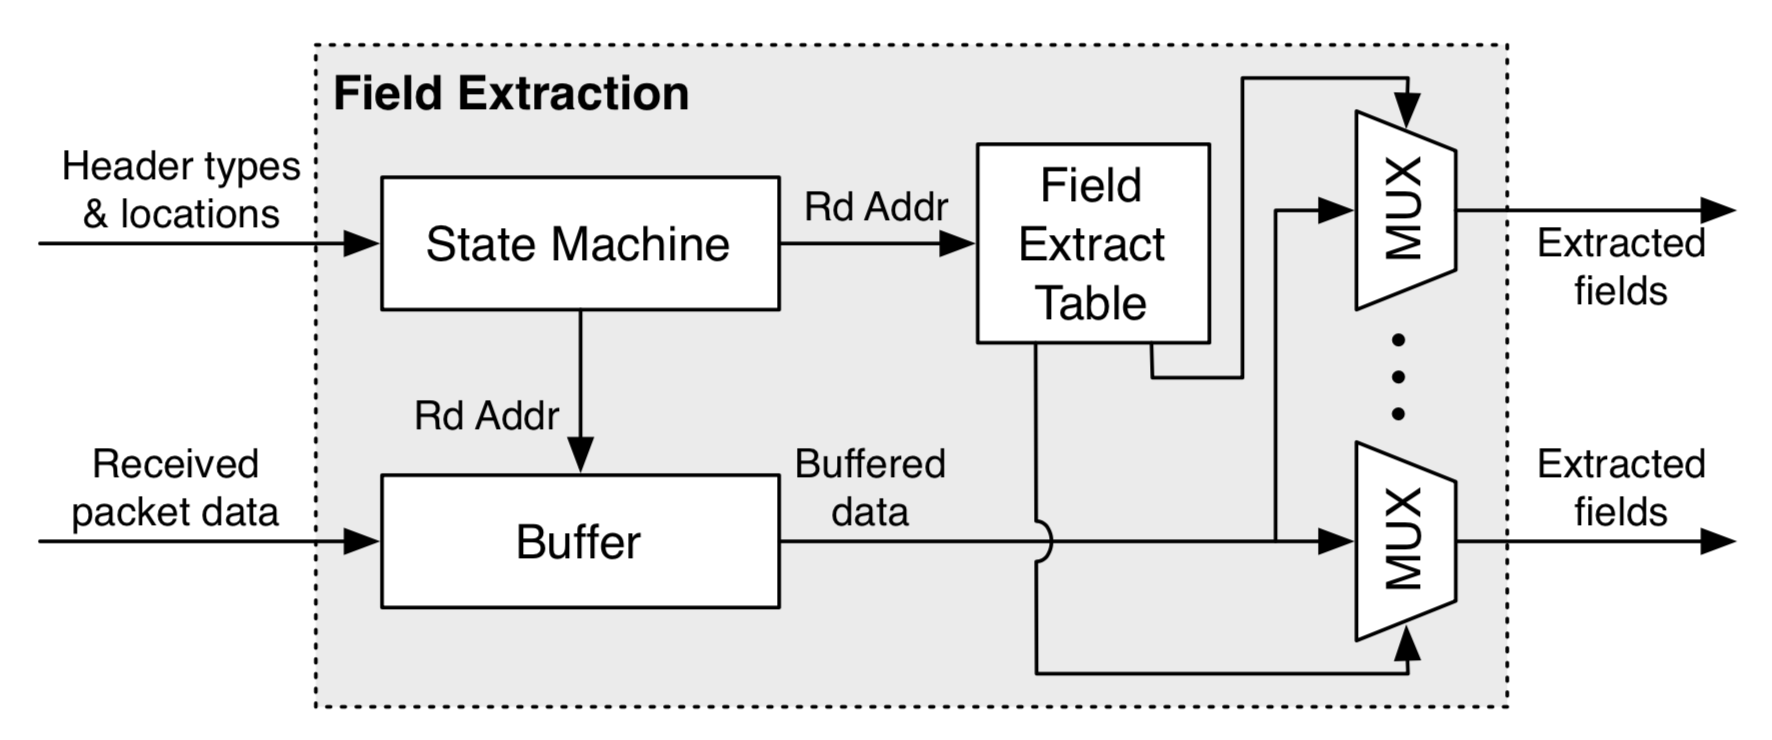 Field Extraction
Header types
& locations
State Machine
Rd Addr
Field
Extract
Table
MUX
Extracted
fields
Rd Addr
Received
packet data
Buffer
Buffered
data
MUX
Extracted
fields